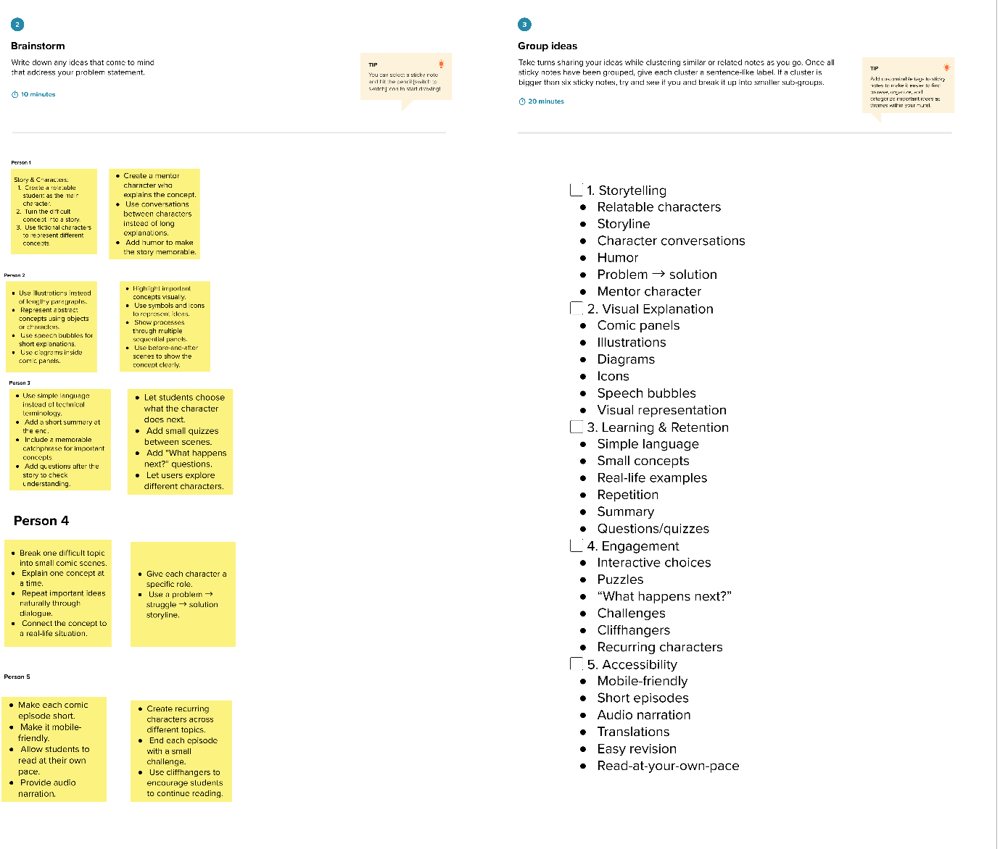 2
Brainstorm
Write down any ideas that come to mind
that address your problem statement.
10 minutes
TIP
You can select a sticky note
and hit the pencil [switch to
sketch] icon to start drawing!
Person 1
Story & Characters:
1. Create a relatable
student as the main
character.
2. Turn the difficult
concept into a story.
3. Use fictional characters
to represent different
concepts.
● Create a mentor
character who
explains the concept.
● Use conversations
between characters
instead of long
explanations.
● Add humor to make
the story memorable.
Person 2
● Use illustrations instead
of lengthy paragraphs.
● Represent abstract
concepts using objects
or characters.
● Use speech bubbles for
short explanations.
● Use diagrams inside
comic panels.
● Highlight important
concepts visually.
● Use symbols and icons
to represent ideas.
● Show processes
through multiple
sequential panels.
● Use before-and-after
scenes to show the
concept clearly.
Person 3
● Use simple language
instead of technical
terminology.
● Add a short summary at
the end.
● Include a memorable
catchphrase for important
concepts.
● Add questions after the
story to check
understanding.
● Let students choose
what the character
does next.
● Add small quizzes
between scenes.
● Add "What happens
next?" questions.
● Let users explore
different characters.
Person 4
● Break one difficult topic
into small comic scenes.
● Explain one concept at
a time.
● Repeat important ideas
naturally through
dialogue.
● Connect the concept to
a real-life situation.
● Give each character a
specific role.
● Use a problem →
struggle → solution
storyline.
Person 5
● Make each comic
episode short.
● Make it mobile-
friendly.
● Allow students to
read at their own
pace.
● Provide audio
narration.
● Create recurring
characters across
different topics.
● End each episode
with a small
challenge.
● Use cliffhangers to
encourage students
to continue reading.
3
Group ideas
Take turns sharing your ideas while clustering similar or related notes as you go. Once all
sticky notes have been grouped, give each cluster a sentence-like label. If a cluster is
bigger than six sticky notes, try and see if you and break it up into smaller sub-groups.
20 minutes
TIP
Add customizable tags to sticky
notes to make it easier to find
browse, organize, and
categorize important ideas as
themes within your mural.
1. Storytelling
● Relatable characters
● Storyline
● Character conversations
● Humor
● Problem → solution
● Mentor character
2. Visual Explanation
● Comic panels
● Illustrations
● Diagrams
● Icons
● Speech bubbles
● Visual representation
3. Learning & Retention
● Simple language
● Small concepts
● Real-life examples
● Repetition
● Summary
● Questions/quizzes
4. Engagement
● Interactive choices
● Puzzles
● “What happens next?”
● Challenges
● Cliffhangers
● Recurring characters
5. Accessibility
● Mobile-friendly
● Short episodes
● Audio narration
● Translations
● Easy revision
● Read-at-your-own-pace